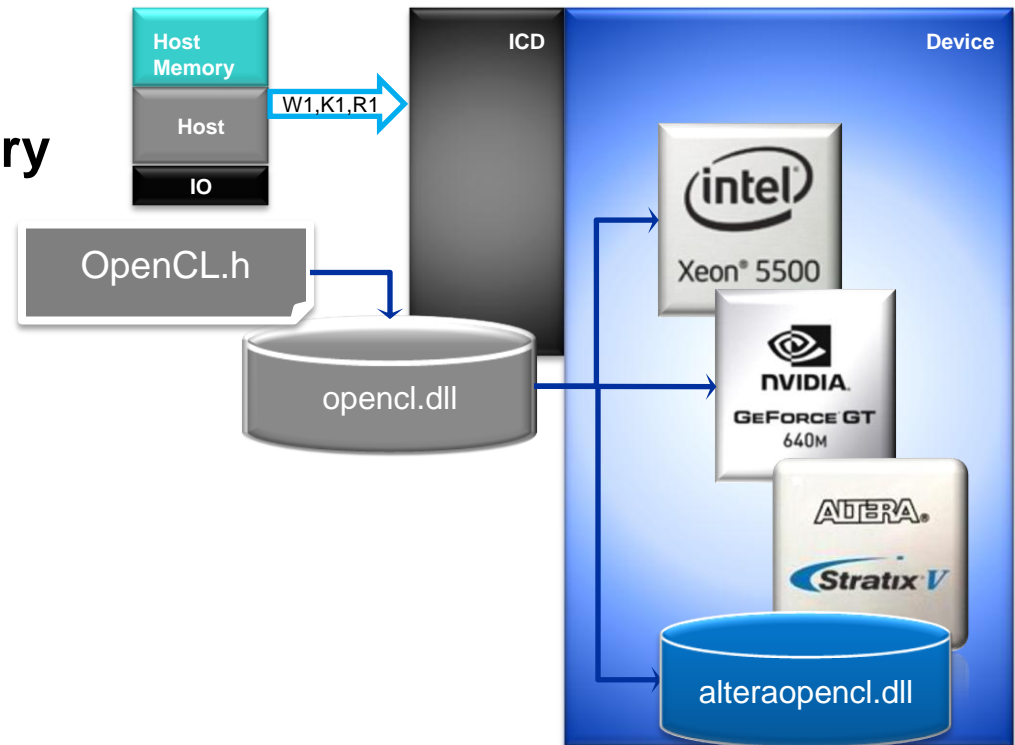 Host
Memory
Host
IO
ry
W1,K1,R1
OpenCL.h
opencl.dll
ICD
Device
intel
Xeon® 5500
NVIDIA.
GEFORCE GT
640M
ALTERA®
Stratix V
alteraopencl.dll